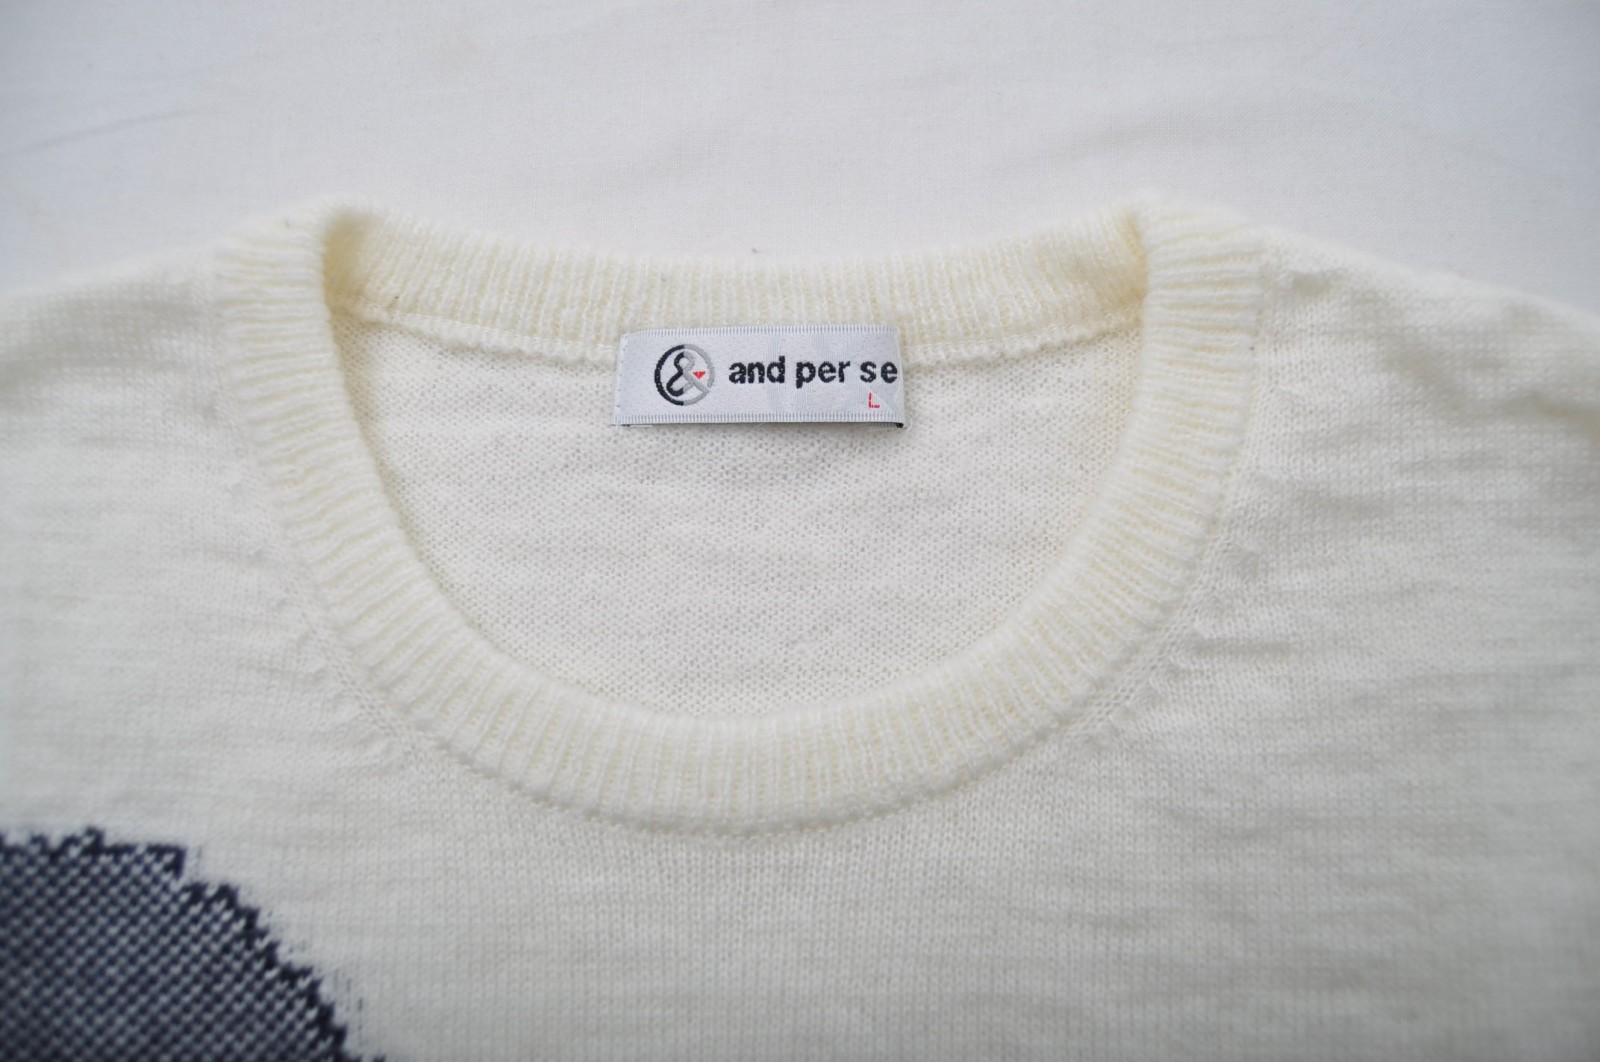 & and per se
L